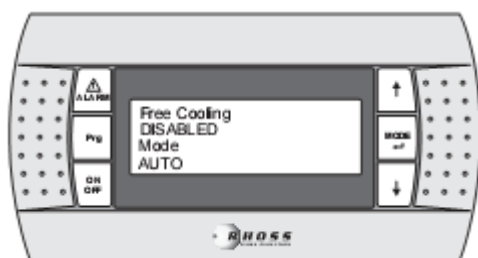 ALARM
Prg
ON
OFF
Free Cooling
DISABLED
Mode
AUTO
MODE
RHOSS